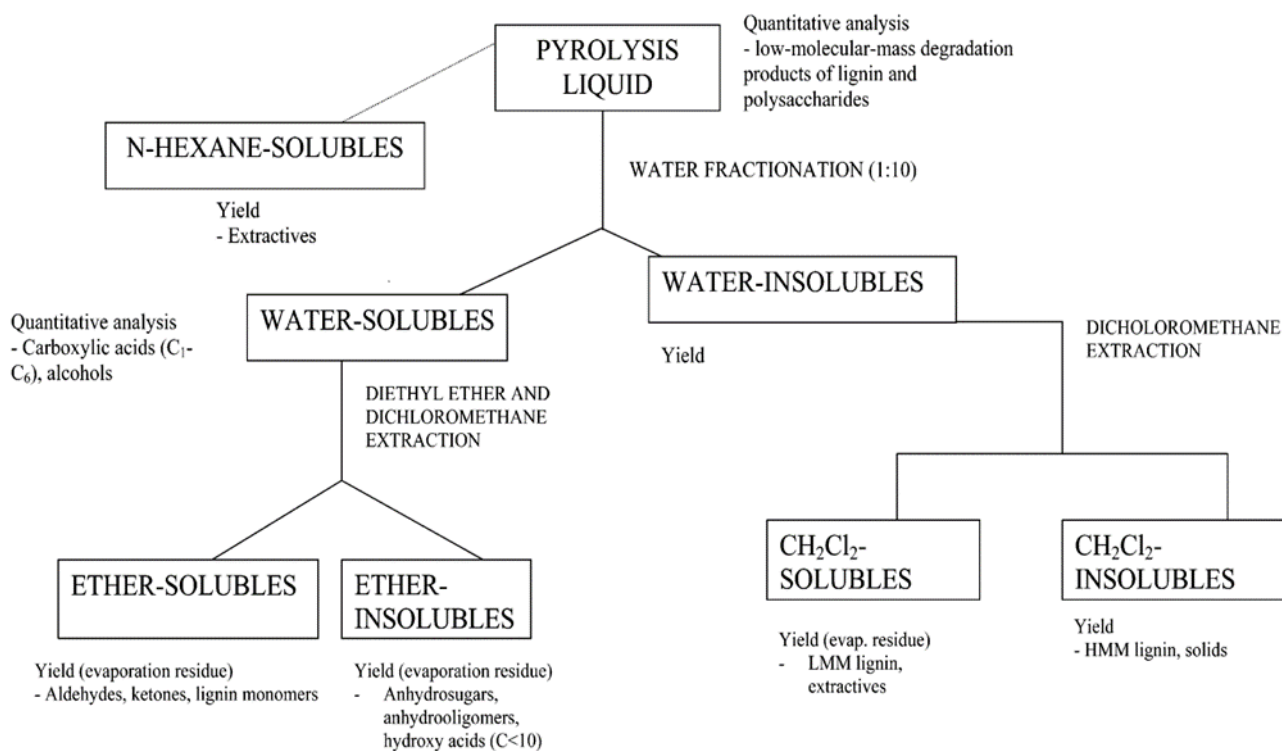 PYROLYSIS
LIQUID
Quantitative analysis
- low-molecular-mass degradation
products of lignin and
polysaccharides
N-HEXANE-SOLUBLES
Yield
- Extractives
WATER FRACTIONATION (1:10)
WATER-SOLUBLES
Quantitative analysis
- Carboxylic acids (C₁-
C₆), alcohols
WATER-INSOLUBLES
Yield
DICHOLOROMETHANE
EXTRACTION
DIETHYL ETHER AND
DICHLOROMETHANE
EXTRACTION
ETHER-SOLUBLES
Yield (evaporation residue)
- Aldehydes, ketones, lignin monomers
ETHER-
INSOLUBLES
Yield (evaporation residue)
- Anhydrosugars,
anhydrooligomers,
hydroxy acids (C<10)
CH₂Cl₂-
SOLUBLES
Yield (evap. residue)
- LMM lignin,
extractives
CH₂Cl₂-
INSOLUBLES
Yield
- HMM lignin, solids